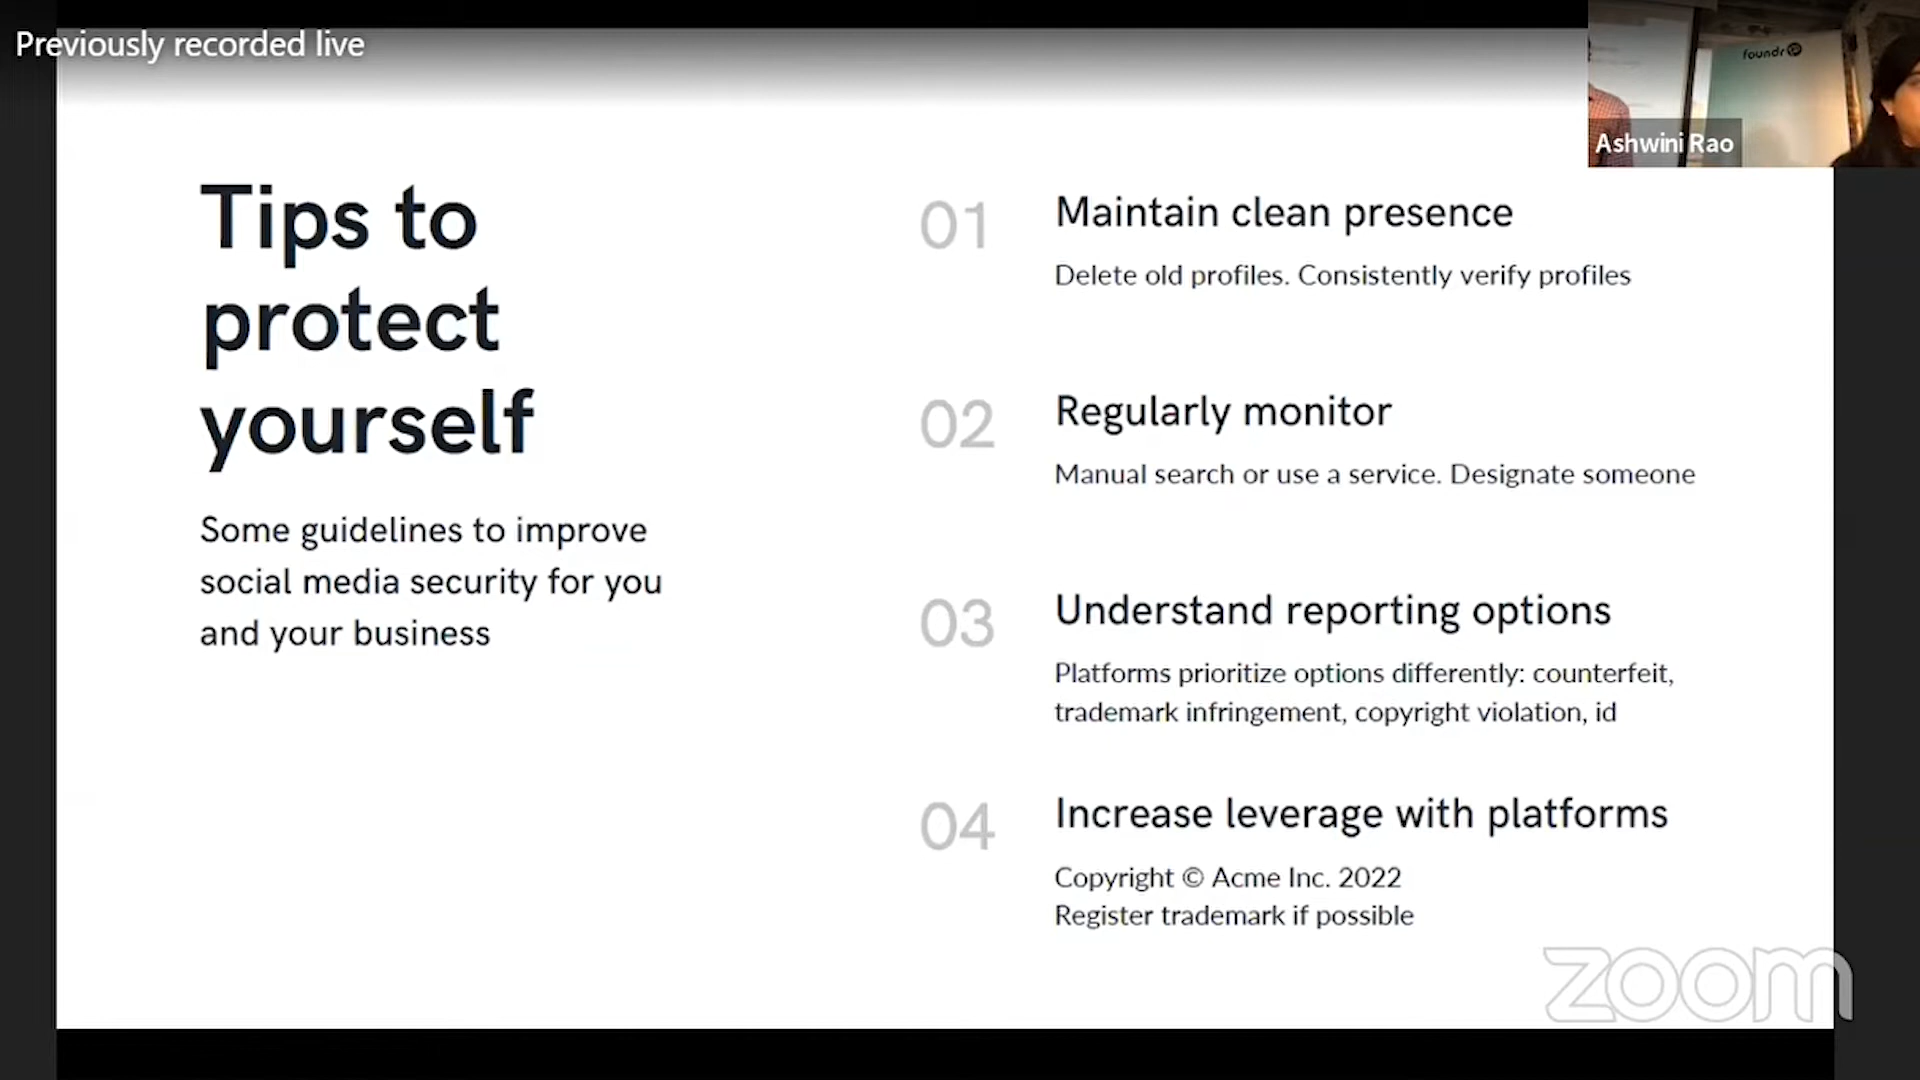 Previously recorded live
foundr
Ashwini Rao
Tips to
protect
yourself
Some guidelines to improve
social media security for you
and your business
01
Maintain clean presence
Delete old profiles. Consistently verify profiles
02
Regularly monitor
Manual search or use a service. Designate someone
03
Understand reporting options
Platforms prioritize options differently: counterfeit,
trademark infringement, copyright violation, id
04
Increase leverage with platforms
Copyright © Acme Inc. 2022
Register trademark if possible
zoom